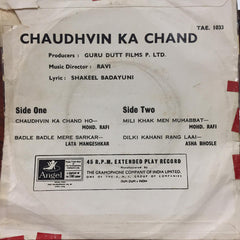 TAE. 1033
CHAUDHVIN KA CHAND
Producers : GURU DUTT FILMS P. LTD.
Music Director : RAVI
Lyric : SHAKEEL BADAYUNI
Side One
CHAUDHVIN KA CHAND HO—
MOHD. RAFI
BADLE BADLE MERE SARKAR—
LATA MANGESHKAR
Side Two
MILI KHAK MEN MUHABBAT—
MOHD. RAFI
DILKI KAHANI RANG LAAI—
ASHA BHOSLE
Angel
45 R.P.M. EXTENDED PLAY RECORD
THE GRAMOPHONE COMPANY OF INDIA LIMITED.